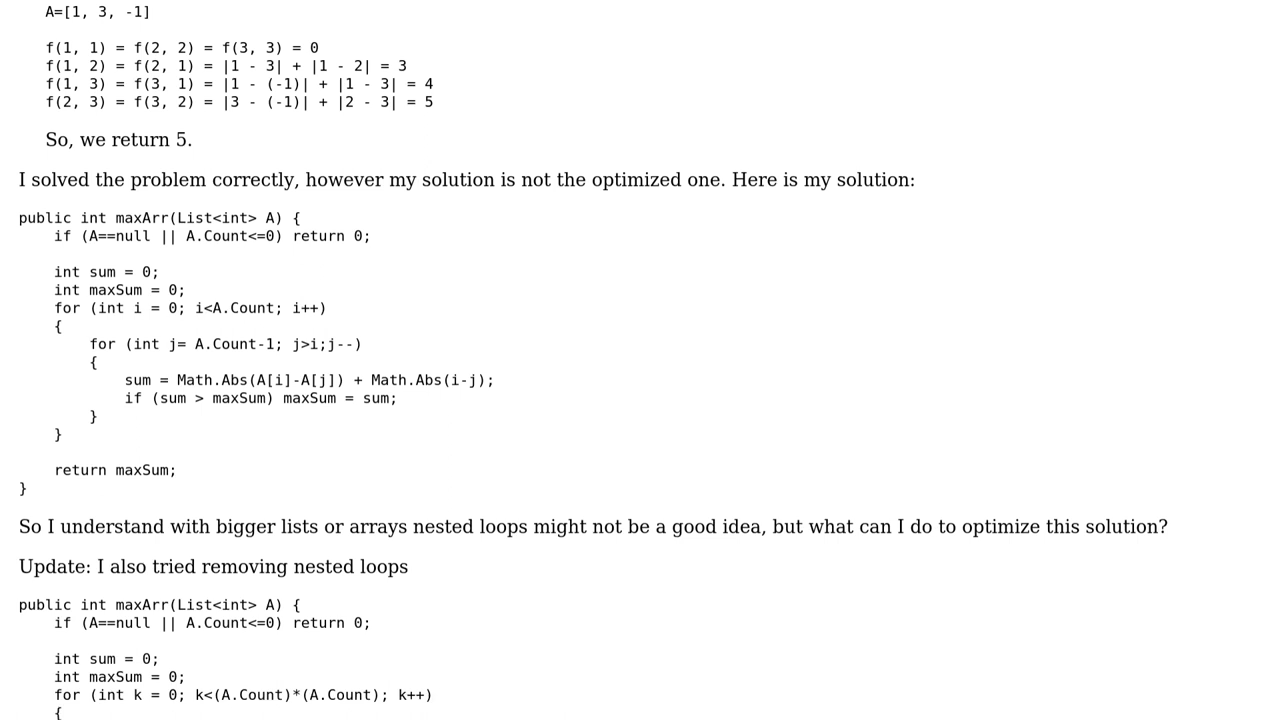 A=[1, 3, -1]
f(1, 1) = f(2, 2) = f(3, 3) = 0
f(1, 2) = f(2, 1) = |1 - 3| + |1 - 2| = 3
f(1, 3) = f(3, 1) = |1 - (-1)| + |1 - 3| = 4
f(2, 3) = f(3, 2) = |3 - (-1)| + |2 - 3| = 5
So, we return 5.
I solved the problem correctly, however my solution is not the optimized one. Here is my solution:
public int maxArr(List<int> A) {
    if (A==null || A.Count<=0) return 0;
    int sum = 0;
    int maxSum = 0;
    for (int i = 0; i<A.Count; i++)
    {
        for (int j= A.Count-1; j>i;j--)
        {
            sum = Math.Abs(A[i]-A[j]) + Math.Abs(i-j);
            if (sum > maxSum) maxSum = sum;
        }
    }
    return maxSum;
}
So I understand with bigger lists or arrays nested loops might not be a good idea, but what can I do to optimize this solution?
Update: I also tried removing nested loops
public int maxArr(List<int> A) {
    if (A==null || A.Count<=0) return 0;
    int sum = 0;
    int maxSum = 0;
    for (int k = 0; k<(A.Count)*(A.Count); k++)
    {